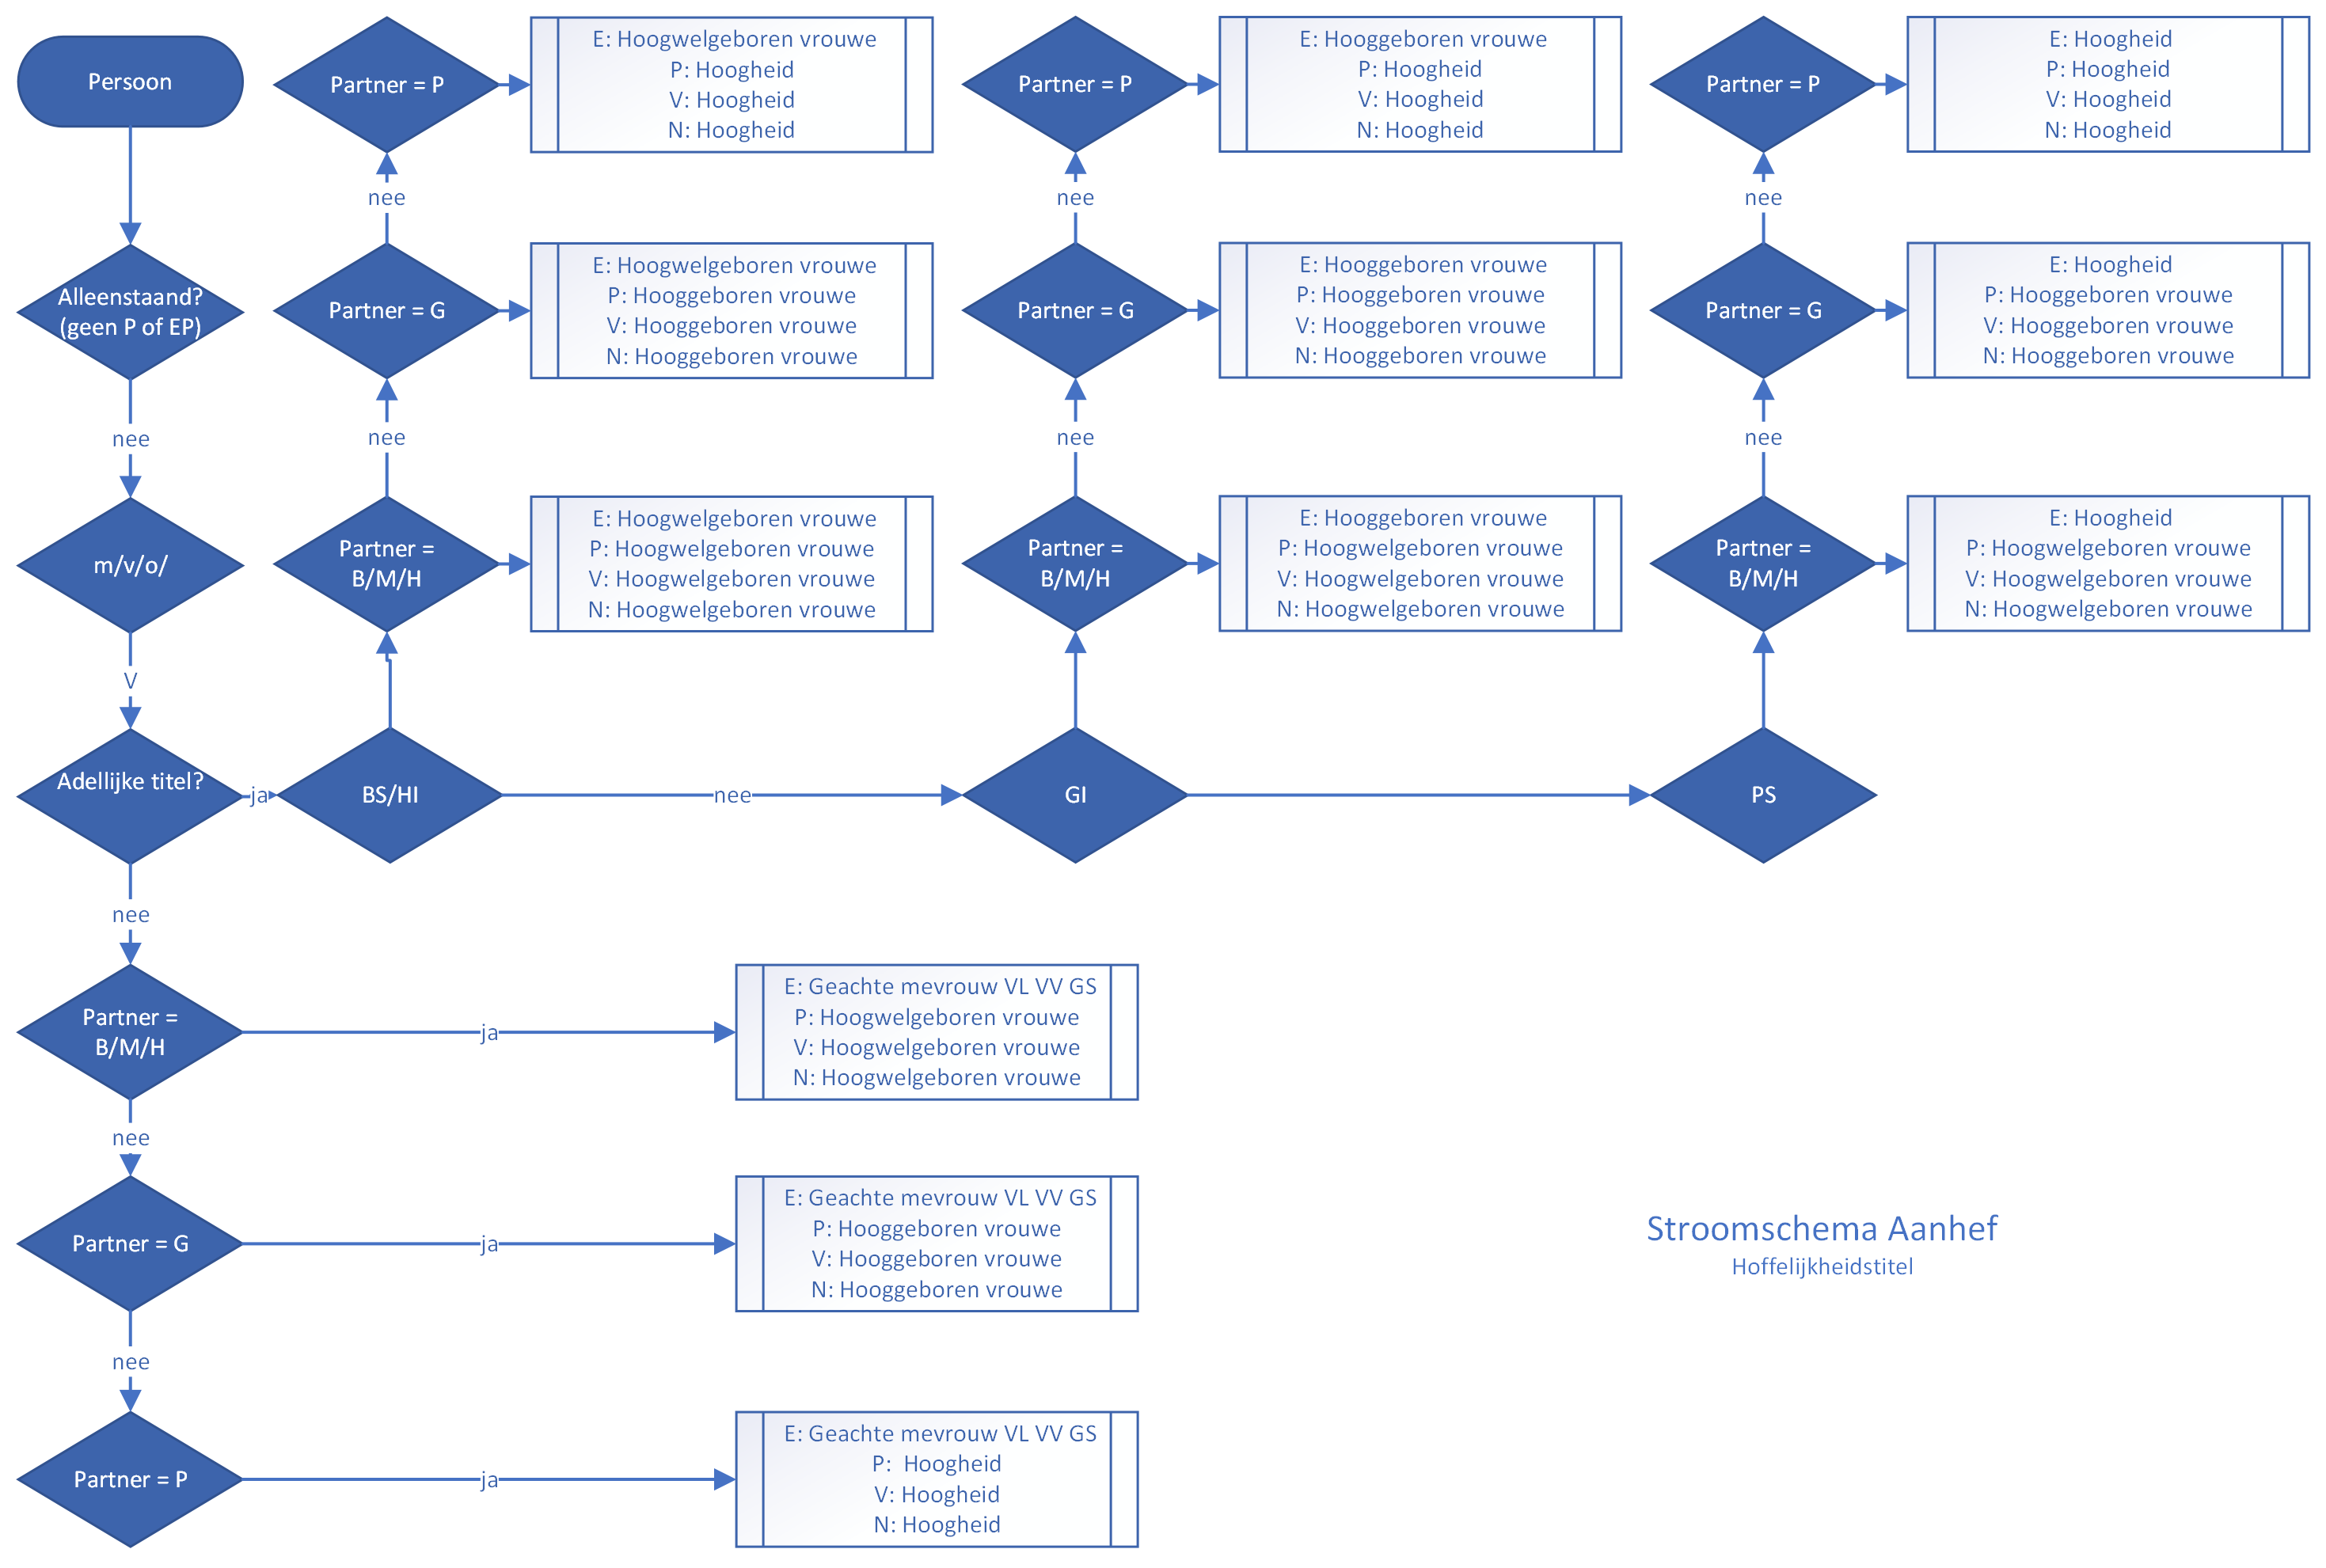 Persoon
Alleenstaand?
(geen P of EP)
nee
m/v/o/
V
Adellijke titel?
ja
nee
Partner =
B/M/H
ja
E: Geachte mevrouw VL VV GS
P: Hoogwelgeboren vrouwe
V: Hoogwelgeboren vrouwe
N: Hoogwelgeboren vrouwe
nee
Partner = G
ja
E: Geachte mevrouw VL VV GS
P: Hooggeboren vrouwe
V: Hooggeboren vrouwe
N: Hooggeboren vrouwe
nee
Partner = P
ja
E: Geachte mevrouw VL VV GS
P:  Hoogheid
V: Hoogheid
N: Hoogheid
Partner = P
E: Hoogwelgeboren vrouwe
P: Hoogheid
V: Hoogheid
N: Hoogheid
nee
Partner = G
E: Hoogwelgeboren vrouwe
P: Hooggeboren vrouwe
V: Hooggeboren vrouwe
N: Hooggeboren vrouwe
nee
Partner =
B/M/H
E: Hoogwelgeboren vrouwe
P: Hoogwelgeboren vrouwe
V: Hoogwelgeboren vrouwe
N: Hoogwelgeboren vrouwe
BS/HI
nee
Partner = P
E: Hooggeboren vrouwe
P: Hoogheid
V: Hoogheid
N: Hoogheid
nee
Partner = G
E: Hooggeboren vrouwe
P: Hooggeboren vrouwe
V: Hooggeboren vrouwe
N: Hooggeboren vrouwe
nee
Partner =
B/M/H
E: Hooggeboren vrouwe
P: Hoogwelgeboren vrouwe
V: Hoogwelgeboren vrouwe
N: Hoogwelgeboren vrouwe
GI
Partner = P
E: Hoogheid
P: Hoogheid
V: Hoogheid
N: Hoogheid
nee
Partner = G
E: Hoogheid
P: Hooggeboren vrouwe
V: Hooggeboren vrouwe
N: Hooggeboren vrouwe
nee
Partner =
B/M/H
E: Hoogheid
P: Hoogwelgeboren vrouwe
V: Hoogwelgeboren vrouwe
N: Hoogwelgeboren vrouwe
PS
Stroomschema Aanhef
Hoffelijkheidstitel